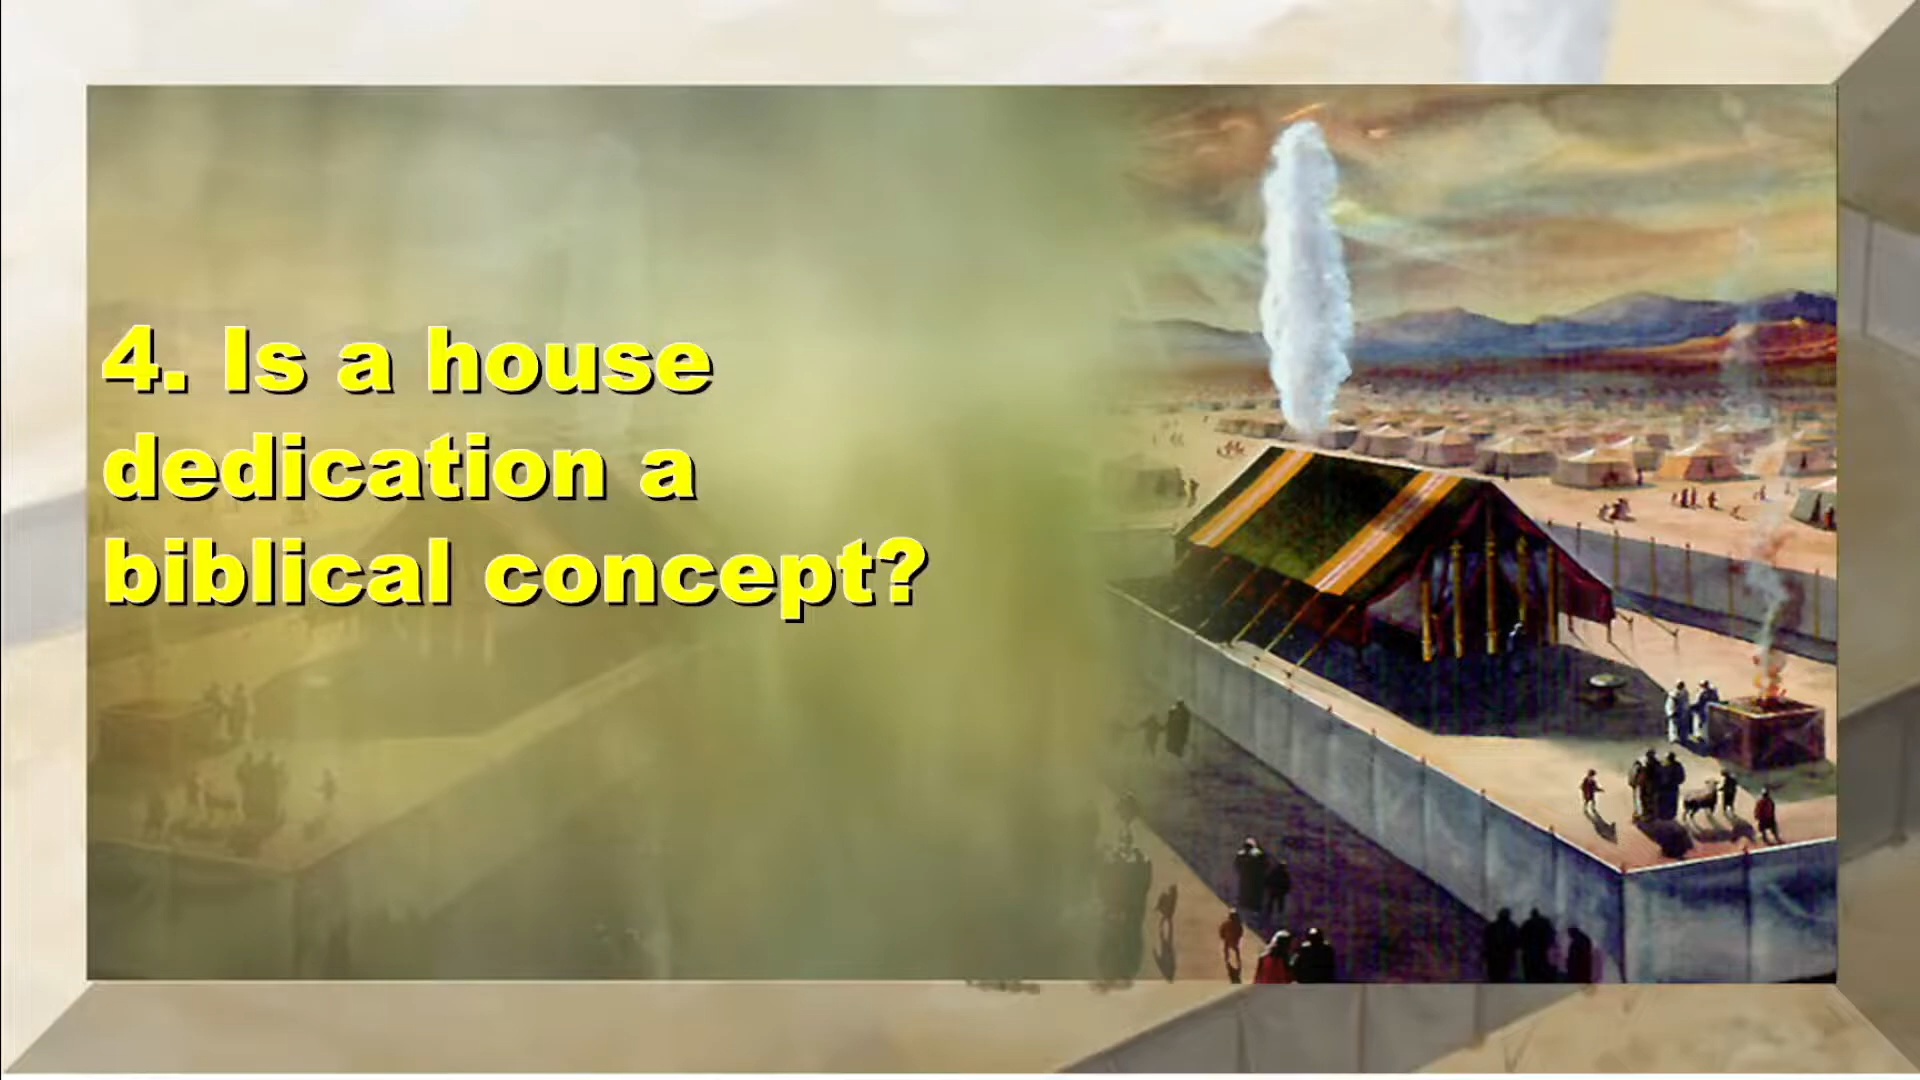 4. Is a house
dedication a
biblical concept?